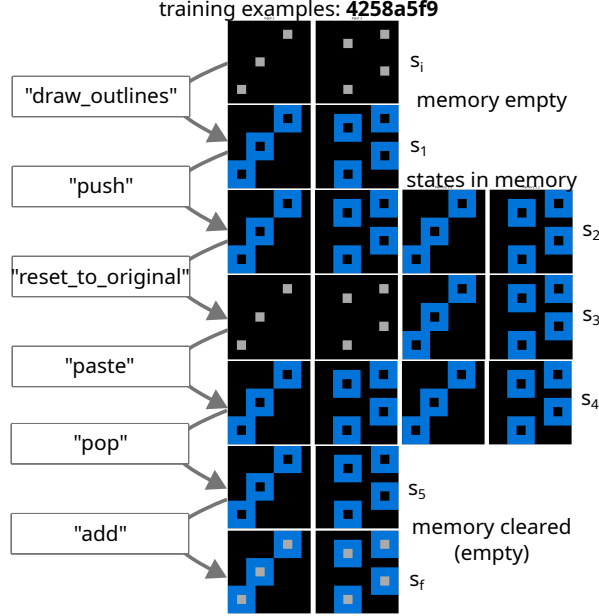 training examples: 4258a5f9
s_i
"draw_outlines"
memory empty
s_1
"push"
states in memory
s_2
"reset_to_original"
s_3
"paste"
s_4
"pop"
s_5
"add"
memory cleared
(empty)
s_f